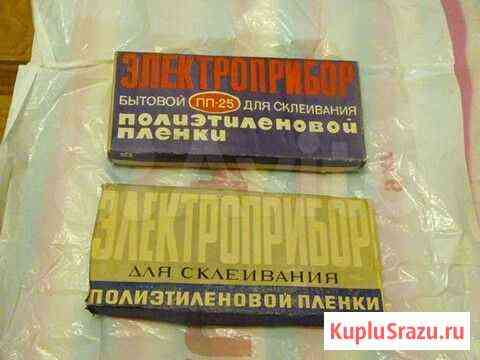 ЭЛЕКТРОПРИБОР
БЫТОВОЙ ПП-25 ДЛЯ СКЛЕИВАНИЯ
ПОЛИЭТИЛЕНОВОЙ
ПЛЕНКИ
ЭЛЕКТРОПРИБОР
ДЛЯ СКЛЕИВАНИЯ
ПОЛИЭТИЛЕНОВОЙ ПЛЕНКИ
KupluSrazu.ru